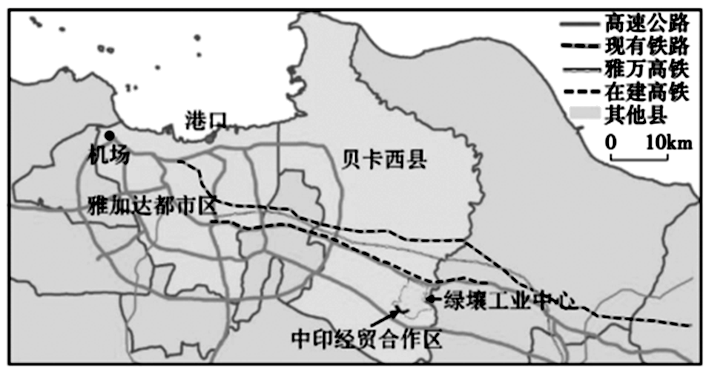 高速公路
现有铁路
雅万高铁
在建高铁
其他县
0 10km
港口
机场
贝卡西县
雅加达都市区
绿壤工业中心
中印经贸合作区